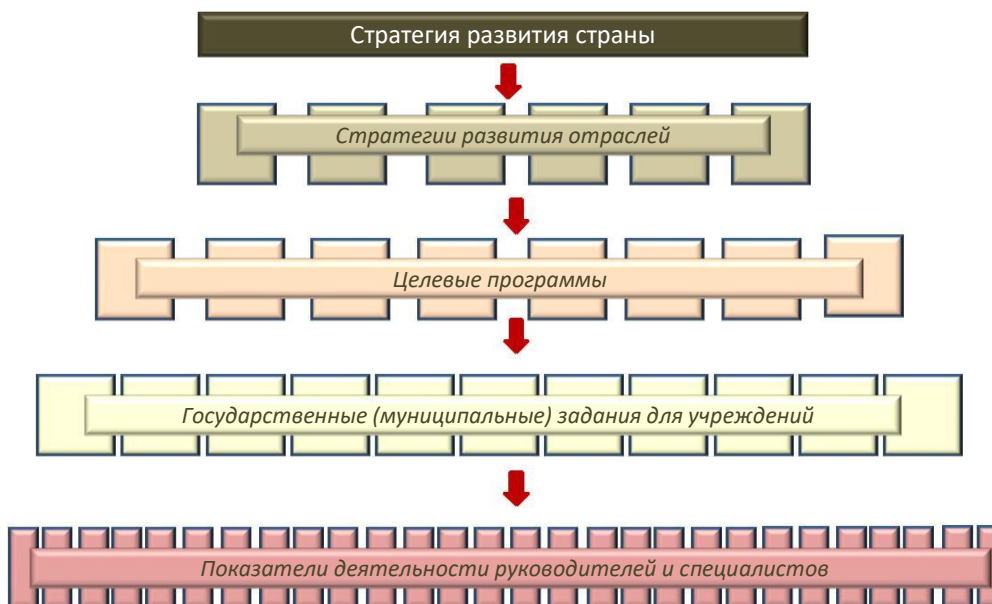 Стратегия развития страны
Стратегии развития отраслей
Целевые программы
Государственные (муниципальные) задания для учреждений
Показатели деятельности руководителей и специалистов